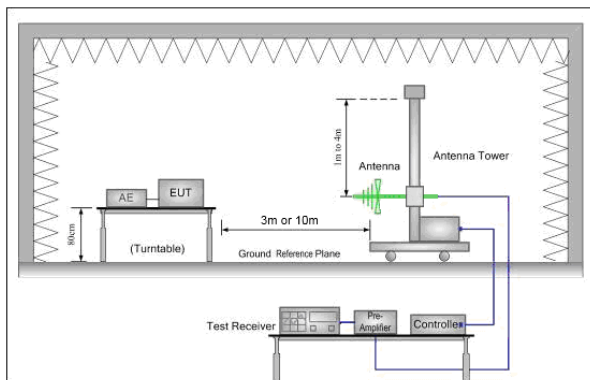 1m to 4m
Antenna
Antenna Tower
AE
EUT
80cm
(Turntable)
3m or 10m
Ground Reference Plane
Test Receiver
Pre-
Amplifier
Controller